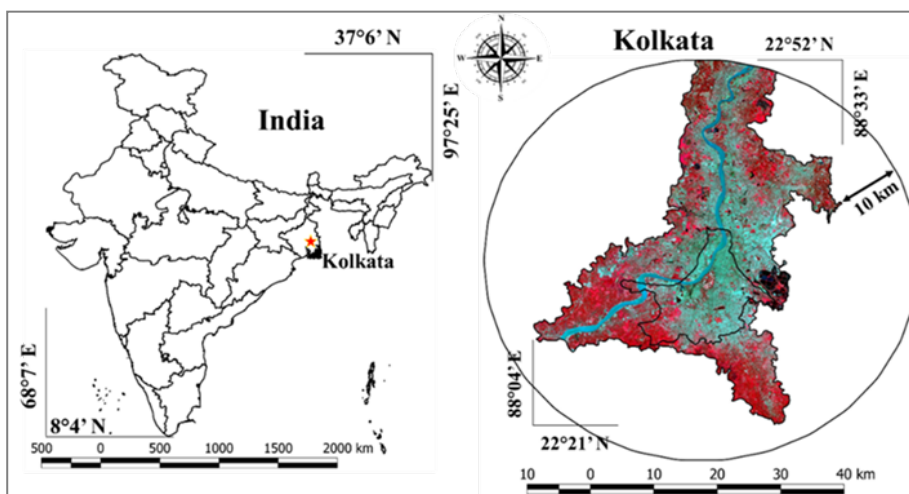 37°6' N
97°25' E
India
Kolkata
68°7' E
8°4' N
500 0 500 1000 1500 2000 km
N
W E
S
Kolkata
22°52' N
88°33' E
10 km
88°04' E
22°21' N
10 0 10 20 30 40 km